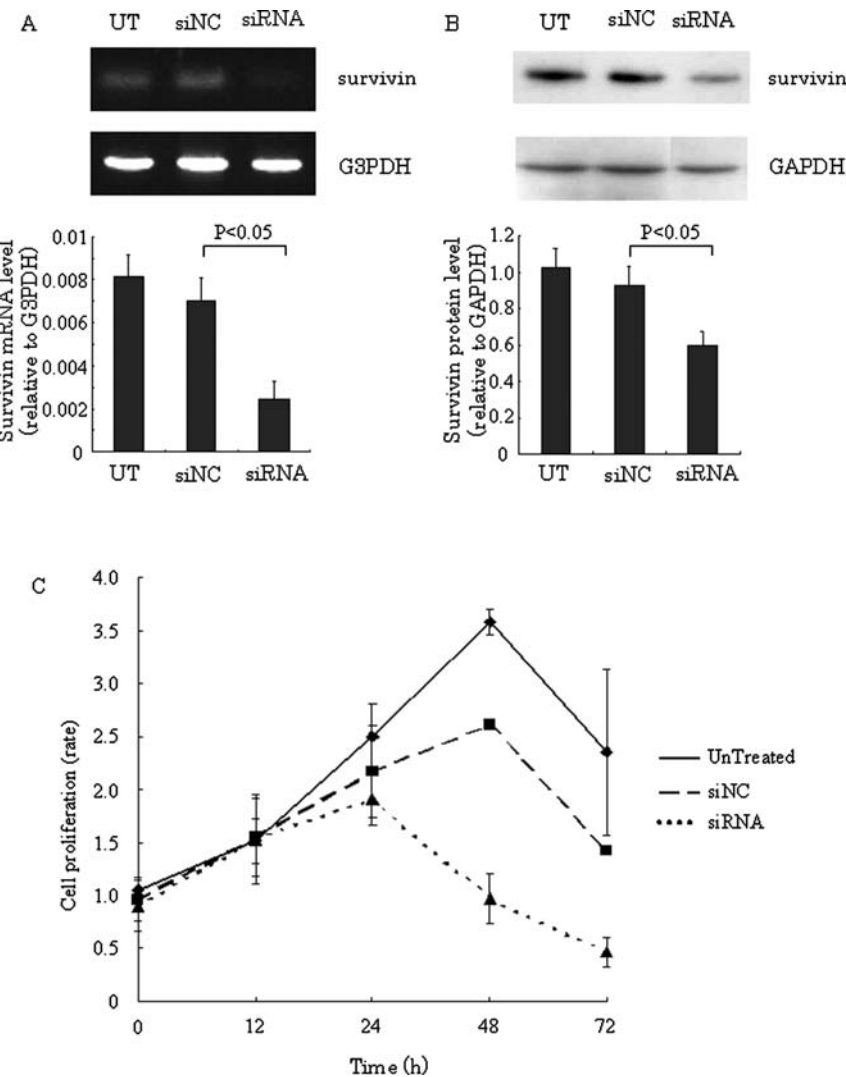 A
UT siNC siRNA
survivin
G3PDH
Survivin mRNA level
(relative to G3PDH)
0.01
0.008
0.006
0.004
0.002
0
P<0.05
UT siNC siRNA
B
UT siNC siRNA
survivin
GAPDH
Survivin protein level
(relative to GAPDH)
1.2
1.0
0.8
0.6
0.4
0.2
0
P<0.05
UT siNC siRNA
C
Cell proliferation (rate)
4.0
3.5
3.0
2.5
2.0
1.5
1.0
0.5
0
0 12 24 48 72
Time (h)
UnTreated
siNC
siRNA